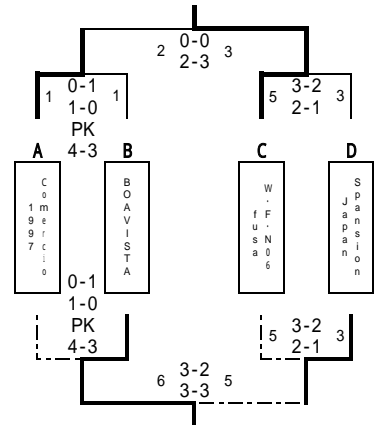 0-0
2 3
2-3
0-1
1 1
1-0
PK
4-3
3-2
5 3
2-1
A B C D
Comercio
1997
BOAVISTA
W・F・N06
fusa
Spansion
Japan
0-1
1-0
PK
4-3
3-2
5 3
2-1
3-2
6 5
3-3